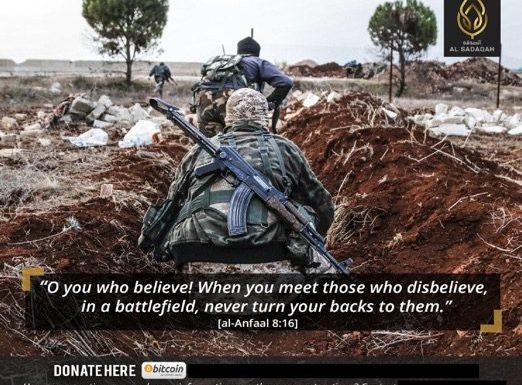 الصدقة
AL SADAQAH
“O you who believe! When you meet those who disbelieve,
in a battlefield, never turn your backs to them.”
[al-Anfaal 8:16]
DONATE HERE bitcoin